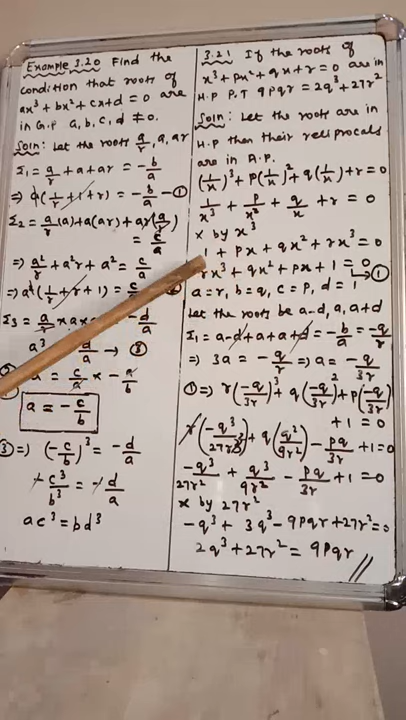 Example 3.20 Find the
condition that roots of
ax³ + bx² + cx + d = 0 are
in G.P a, b, c, d ≠ 0.
Soln: Let the roots a/r, a, ar
Σ₁ = a/r + a + ar = -b/a
⇒ a(1/r + 1 + r) = -b/a — ①
Σ₂ = a/r(a) + a(ar) + ar(a/r)
= c/a
⇒ a²/r + a²r + a² = c/a
⇒ a²(1/r + r + 1) = c/a
Σ₃ = a/r × a -d/a
a³ -d/a → ③
a = c/a × -a/b
a = -c/b
③ ⇒ (-c/b)³ = -d/a
-c³/b³ = -d/a
ac³ = bd³
3.21 If the roots of
x³ + px² + qx + r = 0 are in
H.P P.T 9pqr = 2q³ + 27r²
Soln: Let the roots are in
H.P then their reliprocals
are in A.P.
(1/x)³ + p(1/x)² + q(1/x) + r = 0
1/x³ + p/x² + q/x + r = 0
x by x³
1 + px + qx² + rx³ = 0
rx³ + qx² + px + 1 = 0 → ①
a = r, b = q, c = p, d = 1
Let the roots be a-d, a, a+d
Σ₁ = a-d + a + a+d = -b/a = -q/r
⇒ 3a = -q/r ⇒ a = -q/3r
① ⇒ r(-q/3r)³ + q(-q/3r)² + p(-q/3r)
+ 1 = 0
r(-q³/27r³) + q(q²/9r²) - pq/3r + 1 = 0
-q³/27r² + q³/9r² - pq/3r + 1 = 0
x by 27r²
-q³ + 3q³ - 9pqr + 27r² = 0
2q³ + 27r² = 9pqr